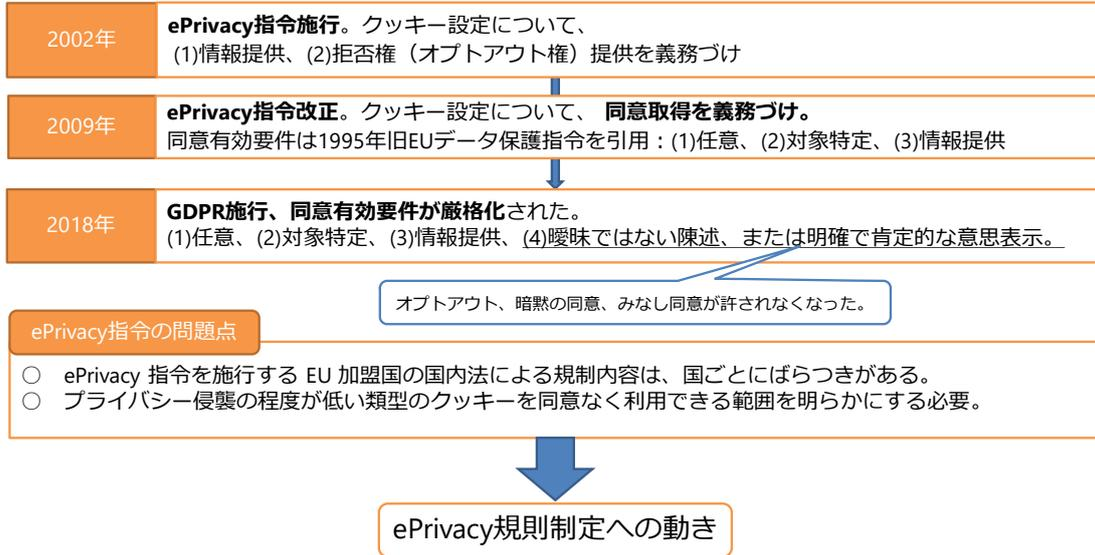 2002年
ePrivacy指令施行。クッキー設定について、
(1)情報提供、(2)拒否権（オプトアウト権）提供を義務づけ
2009年
ePrivacy指令改正。クッキー設定について、 同意取得を義務づけ。
同意有効要件は1995年旧EUデータ保護指令を引用：(1)任意、(2)対象特定、(3)情報提供
2018年
GDPR施行、同意有効要件が厳格化された。
(1)任意、(2)対象特定、(3)情報提供、(4)曖昧ではない陳述、または明確で肯定的な意思表示。
オプトアウト、暗黙の同意、みなし同意が許されなくなった。
ePrivacy指令の問題点
○ ePrivacy 指令を施行する EU 加盟国の国内法による規制内容は、国ごとにばらつきがある。
○ プライバシー侵襲の程度が低い類型のクッキーを同意なく利用できる範囲を明らかにする必要。
ePrivacy規則制定への動き